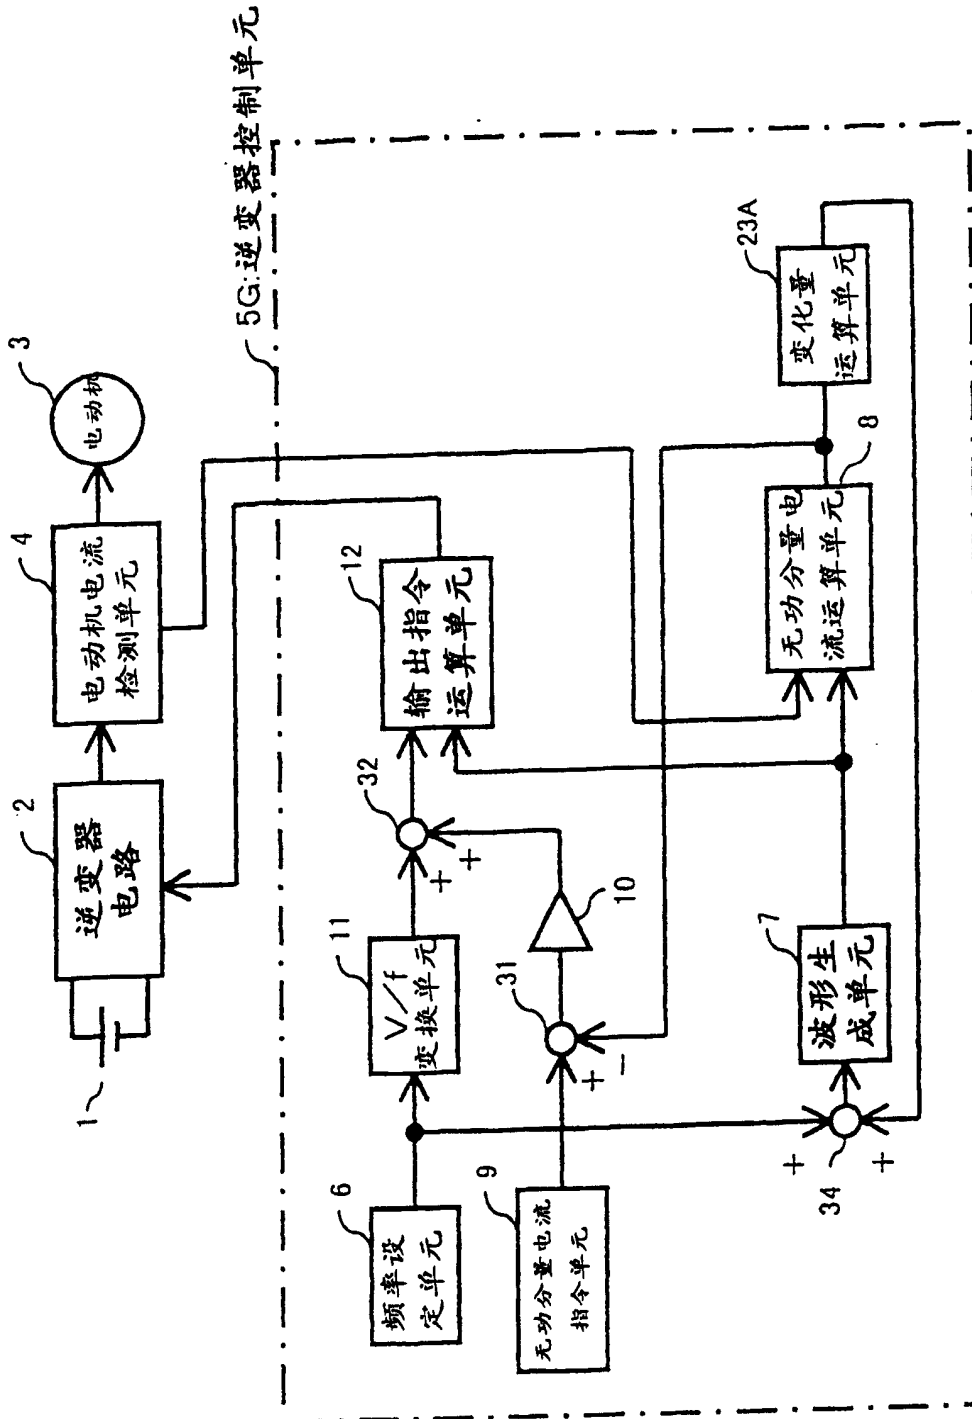 1
2
逆变器
电路
4
电动机电流
检测单元
3
电动机
5G:逆变器控制单元
6
频率设
定单元
11
V/f
变换单元
32
+
+
12
输出指令
运算单元
9
无功分量电流
指令单元
31
+
−
10
34
+
+
7
波形生
成单元
8
无功分量电
流运算单元
23A
变化量
运算单元